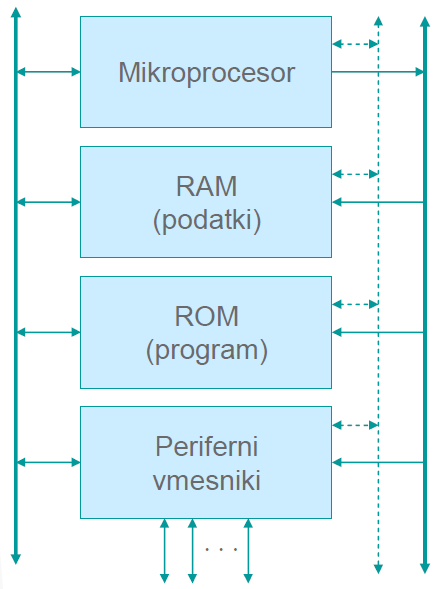 Mikroprocesor
RAM
(podatki)
ROM
(program)
Periferni
vmesniki
. . .